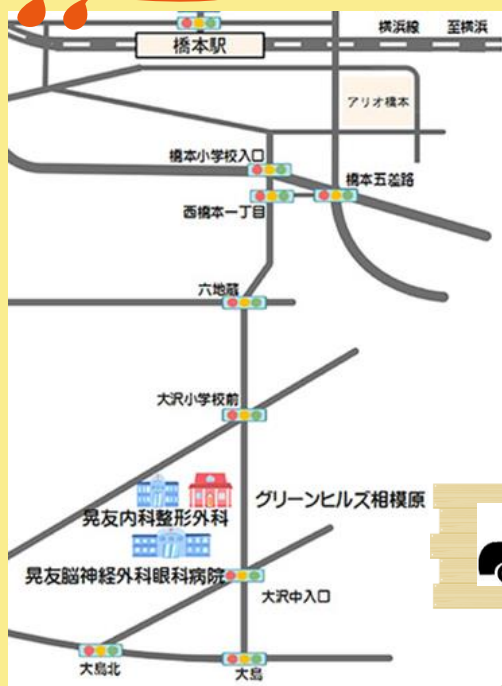 橋本駅
横浜線 至横浜
アリオ橋本
橋本小学校入口
橋本五差路
西橋本一丁目
六地蔵
大沢小学校前
グリーンヒルズ相模原
晃友内科整形外科
晃友脳神経外科眼科病院
大沢中入口
大島北
大島